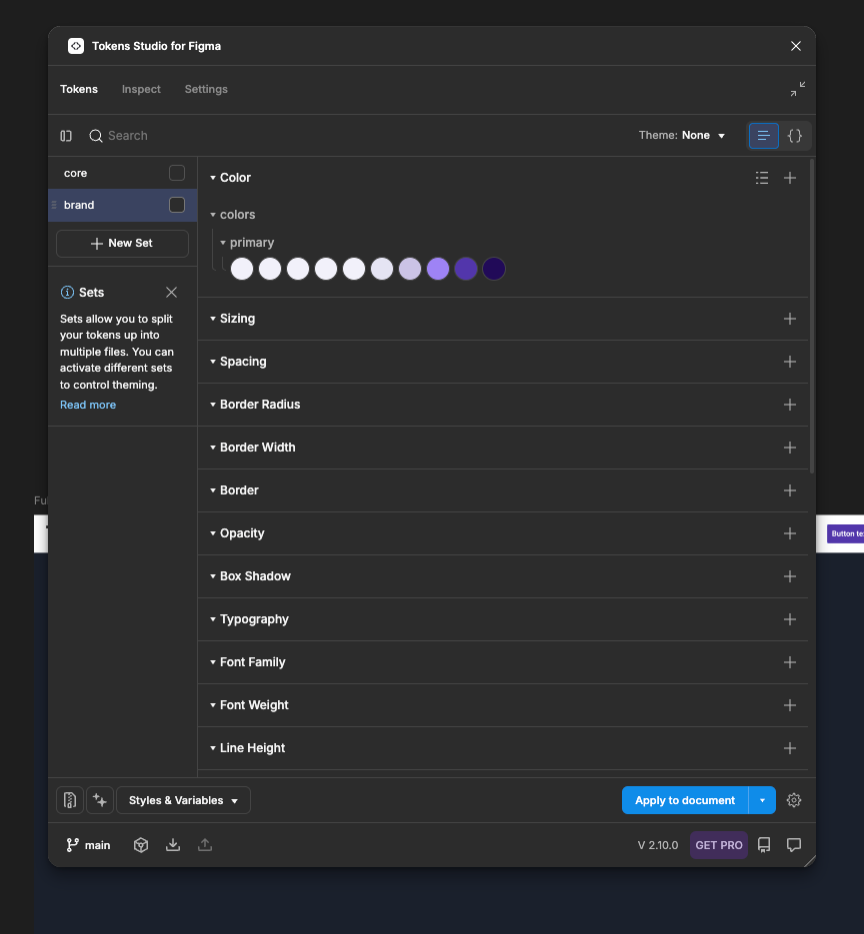 Tokens Studio for Figma
Tokens
Inspect
Settings
Search
Theme: None
core
brand
New Set
Sets
Sets allow you to split
your tokens up into
multiple files. You can
activate different sets
to control theming.
Read more
Color
colors
primary
Sizing
Spacing
Border Radius
Border Width
Border
Opacity
Box Shadow
Typography
Font Family
Font Weight
Line Height
Fu
Button te
Styles & Variables
Apply to document
main
V 2.10.0
GET PRO